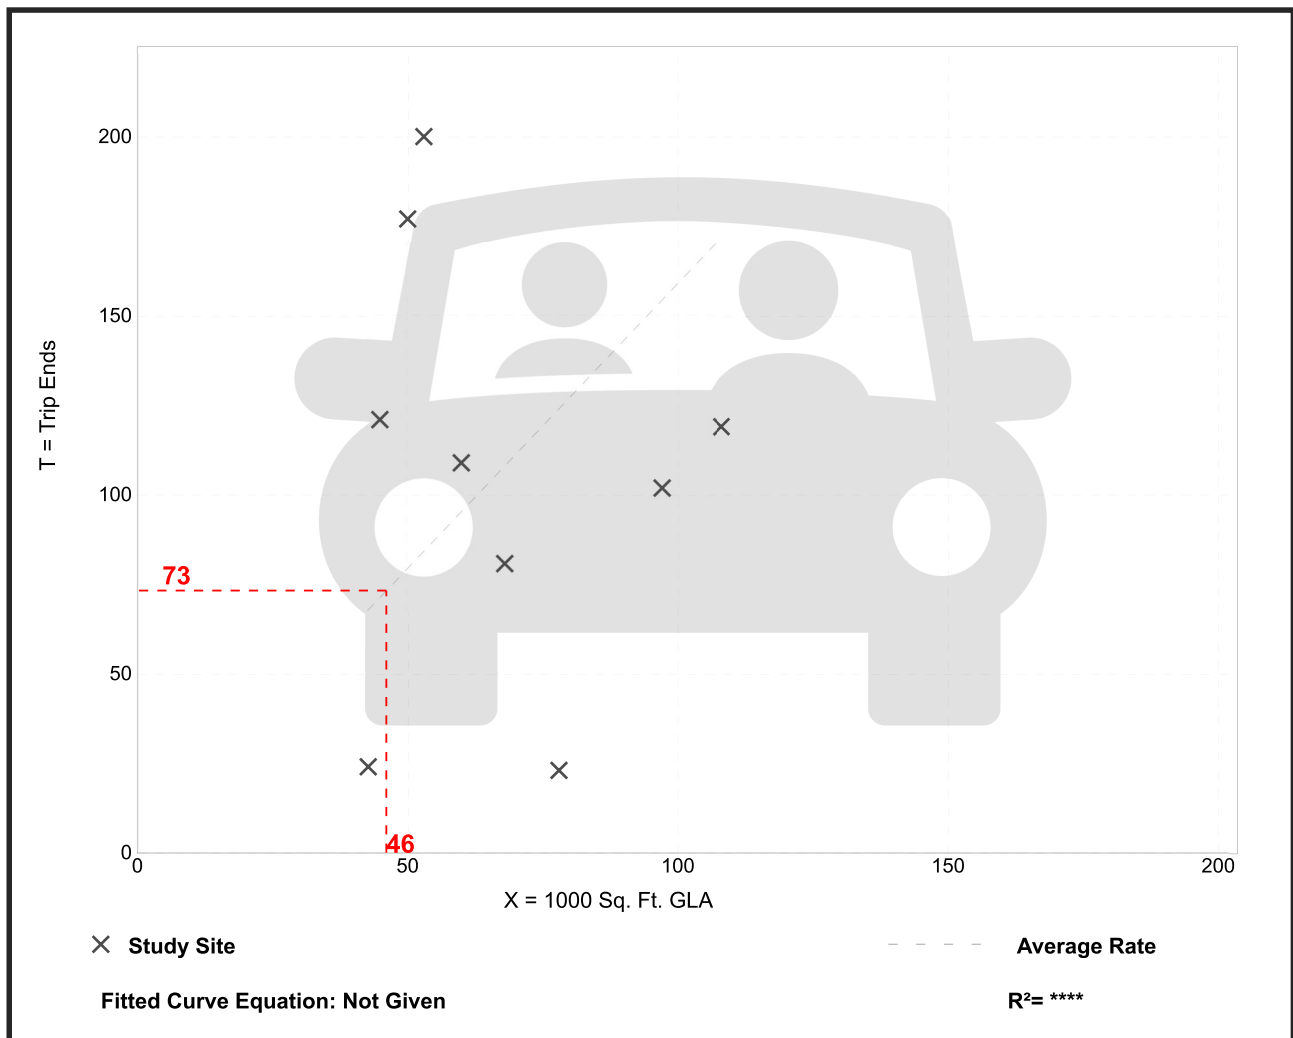 200
150
T = Trip Ends
100
73
50
46
0
0 50 100 150 200
X = 1000 Sq. Ft. GLA
Study Site Average Rate
Fitted Curve Equation: Not Given R²= ****